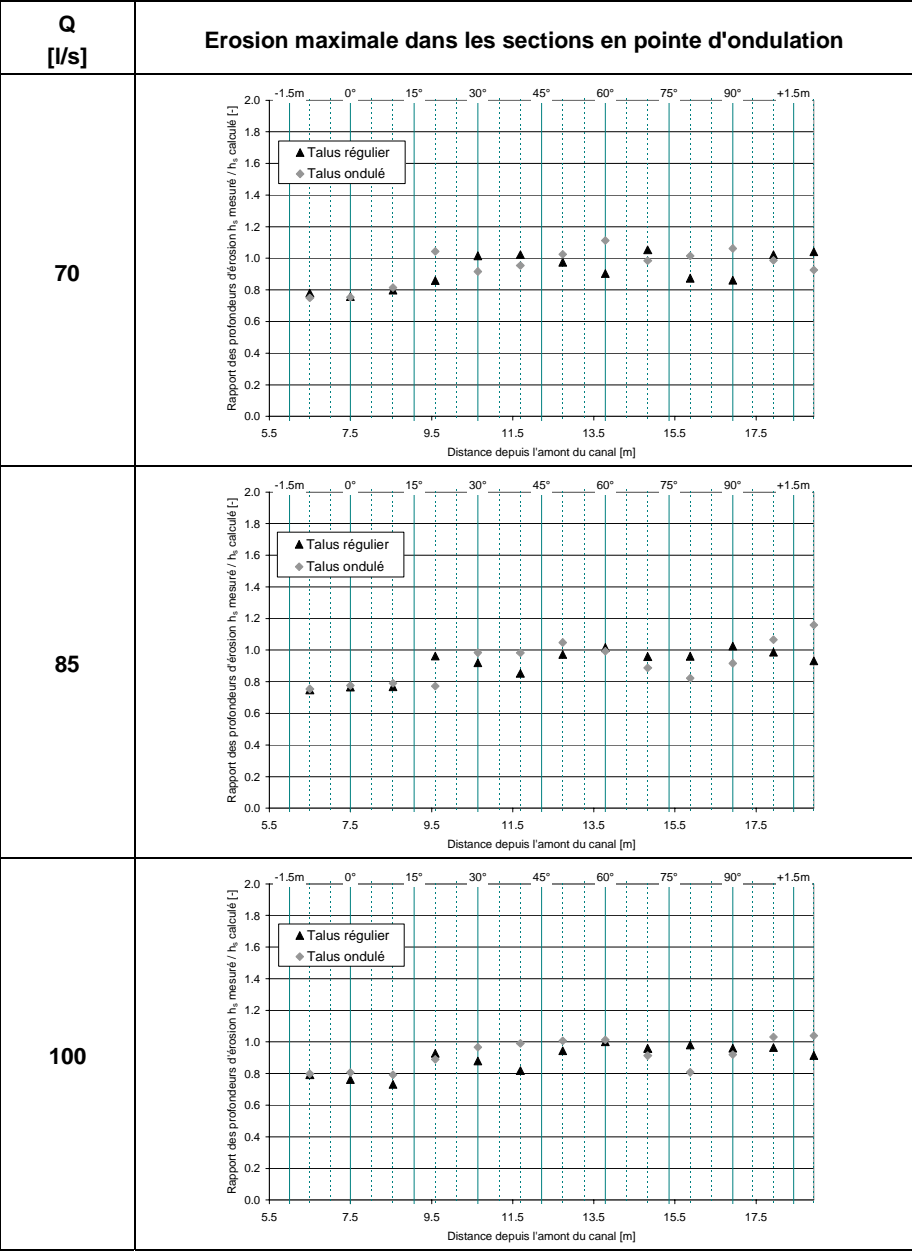 Q
[l/s]
Erosion maximale dans les sections en pointe d'ondulation
70
-1.5m 0° 15° 30° 45° 60° 75° 90° +1.5m
Rapport des profondeurs d'érosion hs mesuré / hs calculé [-]
2.0
1.8
1.6
1.4
1.2
1.0
0.8
0.6
0.4
0.2
0.0
Talus régulier
Talus ondulé
5.5 7.5 9.5 11.5 13.5 15.5 17.5
Distance depuis l'amont du canal [m]
85
-1.5m 0° 15° 30° 45° 60° 75° 90° +1.5m
Rapport des profondeurs d'érosion hs mesuré / hs calculé [-]
2.0
1.8
1.6
1.4
1.2
1.0
0.8
0.6
0.4
0.2
0.0
Talus régulier
Talus ondulé
5.5 7.5 9.5 11.5 13.5 15.5 17.5
Distance depuis l'amont du canal [m]
100
-1.5m 0° 15° 30° 45° 60° 75° 90° +1.5m
Rapport des profondeurs d'érosion hs mesuré / hs calculé [-]
2.0
1.8
1.6
1.4
1.2
1.0
0.8
0.6
0.4
0.2
0.0
Talus régulier
Talus ondulé
5.5 7.5 9.5 11.5 13.5 15.5 17.5
Distance depuis l'amont du canal [m]